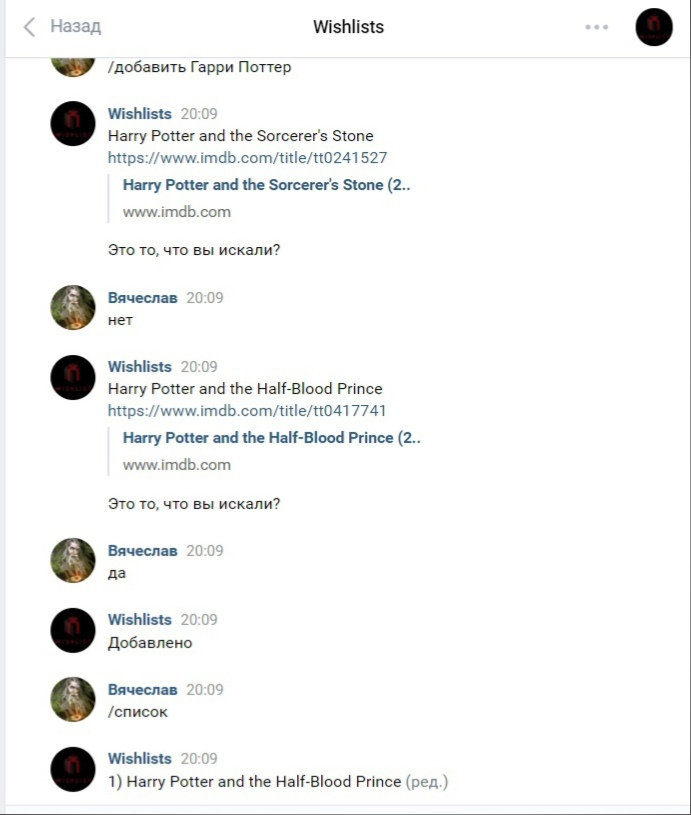 Назад
Wishlists
/добавить Гарри Поттер
Wishlists 20:09
Harry Potter and the Sorcerer's Stone
https://www.imdb.com/title/tt0241527
Harry Potter and the Sorcerer's Stone (2..
www.imdb.com
Это то, что вы искали?
Вячеслав 20:09
нет
Wishlists 20:09
Harry Potter and the Half-Blood Prince
https://www.imdb.com/title/tt0417741
Harry Potter and the Half-Blood Prince (2..
www.imdb.com
Это то, что вы искали?
Вячеслав 20:09
да
Wishlists 20:09
Добавлено
Вячеслав 20:09
/список
Wishlists 20:09
1) Harry Potter and the Half-Blood Prince (ред.)